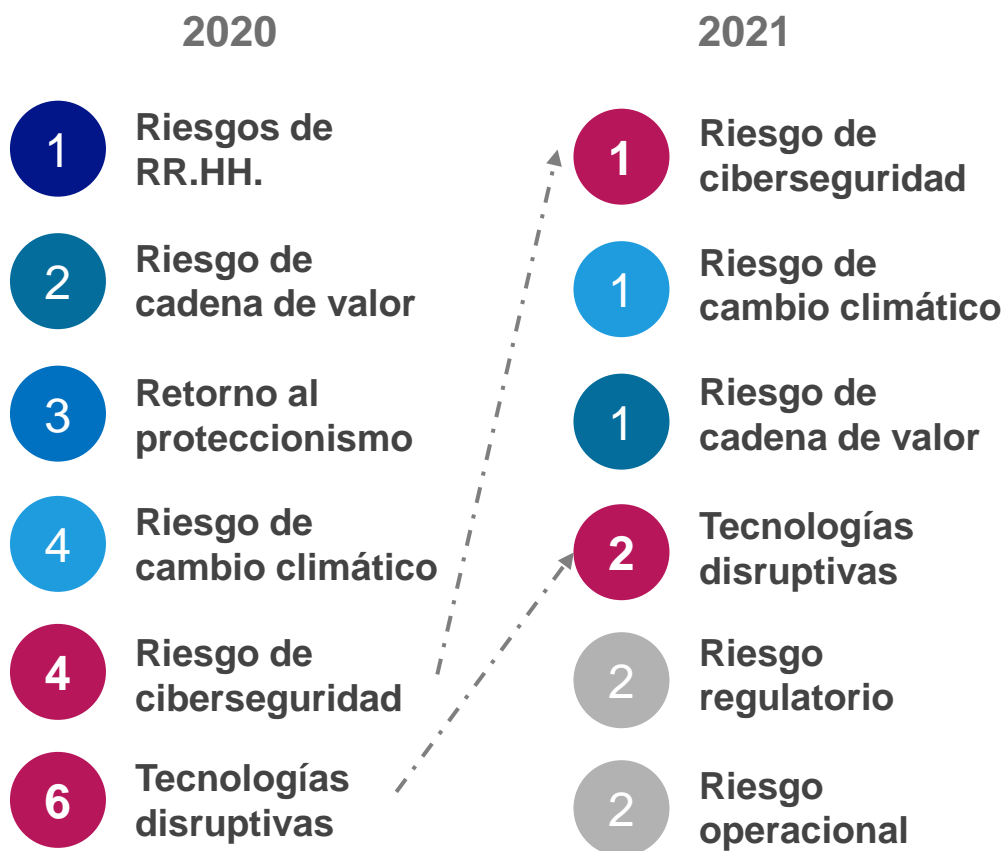 2020
1
Riesgos de
RR.HH.
2
Riesgo de
cadena de valor
3
Retorno al
proteccionismo
4
Riesgo de
cambio climático
4
Riesgo de
ciberseguridad
6
Tecnologías
disruptivas
2021
1
Riesgo de
ciberseguridad
1
Riesgo de
cambio climático
1
Riesgo de
cadena de valor
2
Tecnologías
disruptivas
2
Riesgo
regulatorio
2
Riesgo
operacional